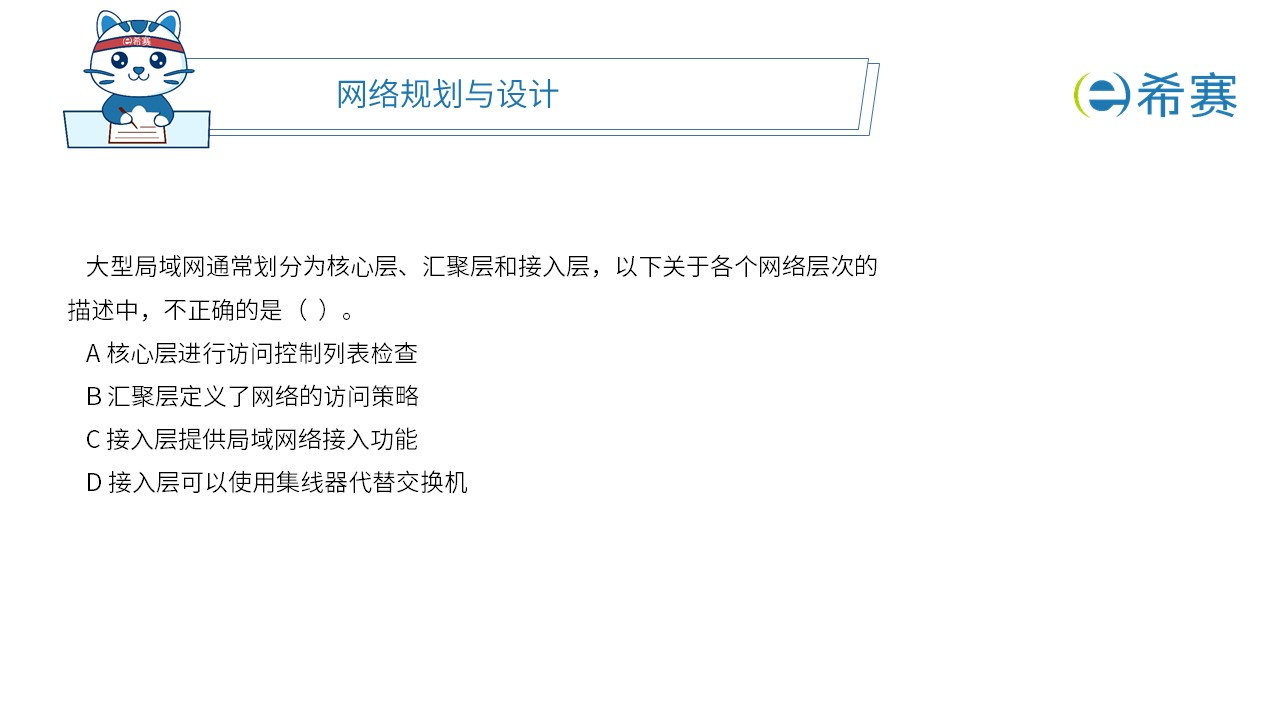 希赛
网络规划与设计
希赛
大型局域网通常划分为核心层、汇聚层和接入层，以下关于各个网络层次的
描述中，不正确的是（ ）。
A 核心层进行访问控制列表检查
B 汇聚层定义了网络的访问策略
C 接入层提供局域网络接入功能
D 接入层可以使用集线器代替交换机